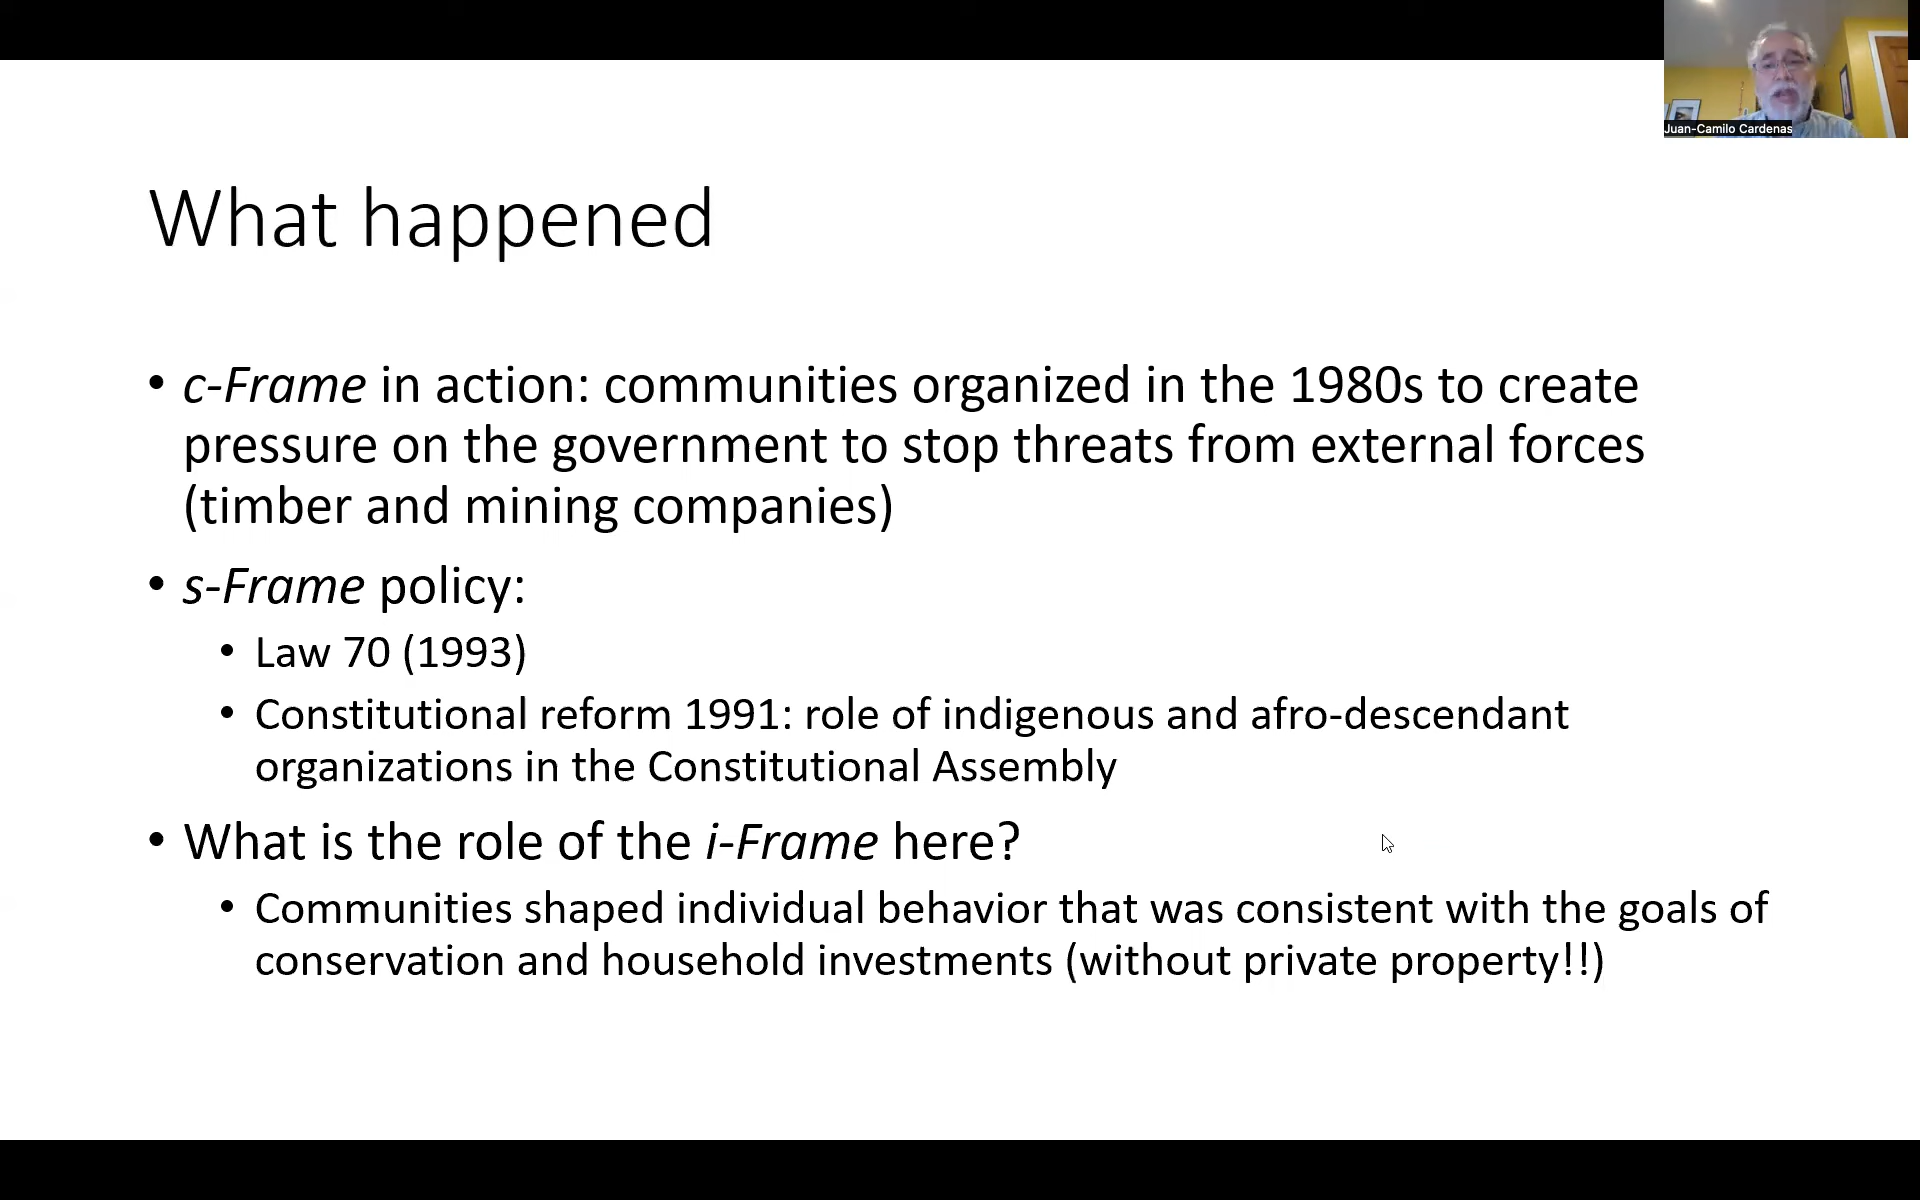 Juan-Camilo Cardenas
What happened
• c-Frame in action: communities organized in the 1980s to create
pressure on the government to stop threats from external forces
(timber and mining companies)
• s-Frame policy:
• Law 70 (1993)
• Constitutional reform 1991: role of indigenous and afro-descendant
organizations in the Constitutional Assembly
• What is the role of the i-Frame here?
• Communities shaped individual behavior that was consistent with the goals of
conservation and household investments (without private property!!)